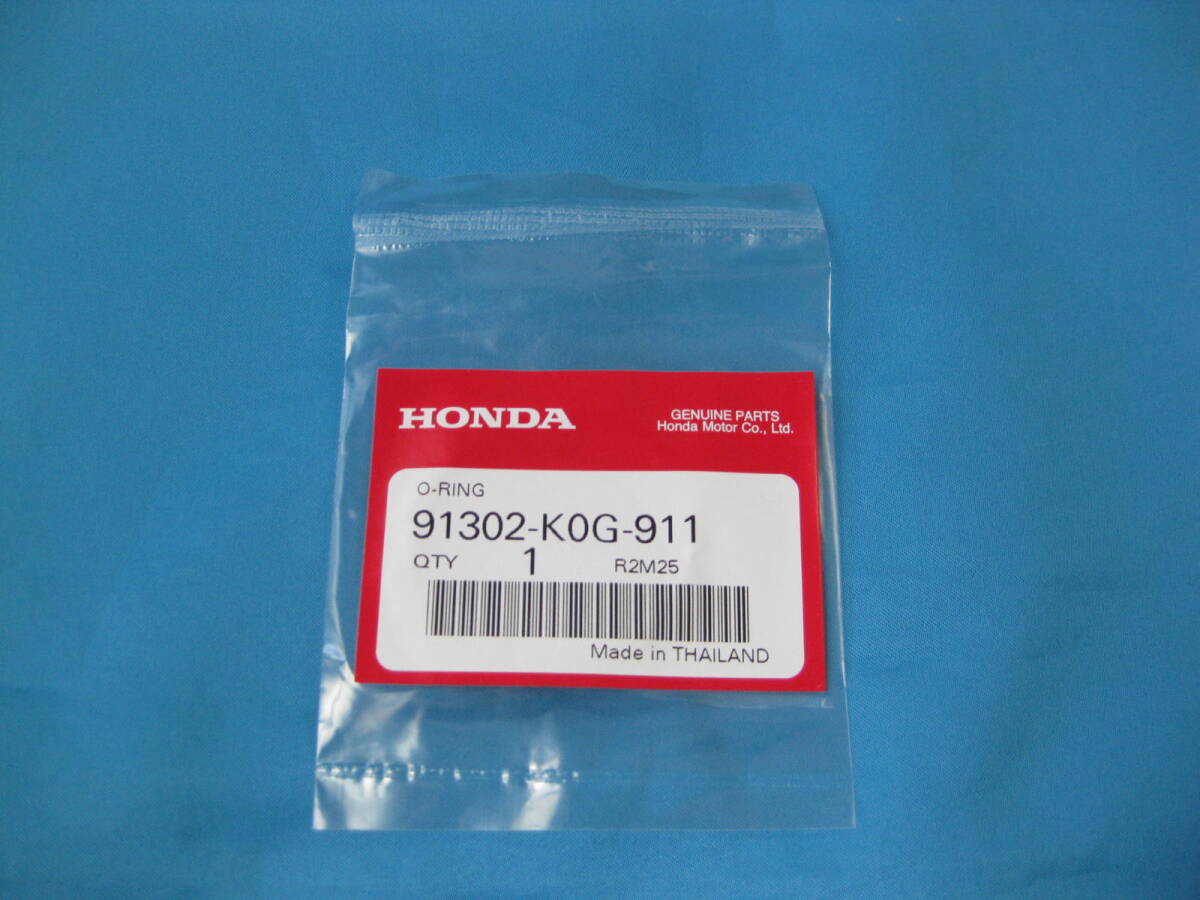 HONDA
GENUINE PARTS
Honda Motor Co., Ltd.
O-RING
91302-K0G-911
QTY 1 R2M25
Made in THAILAND